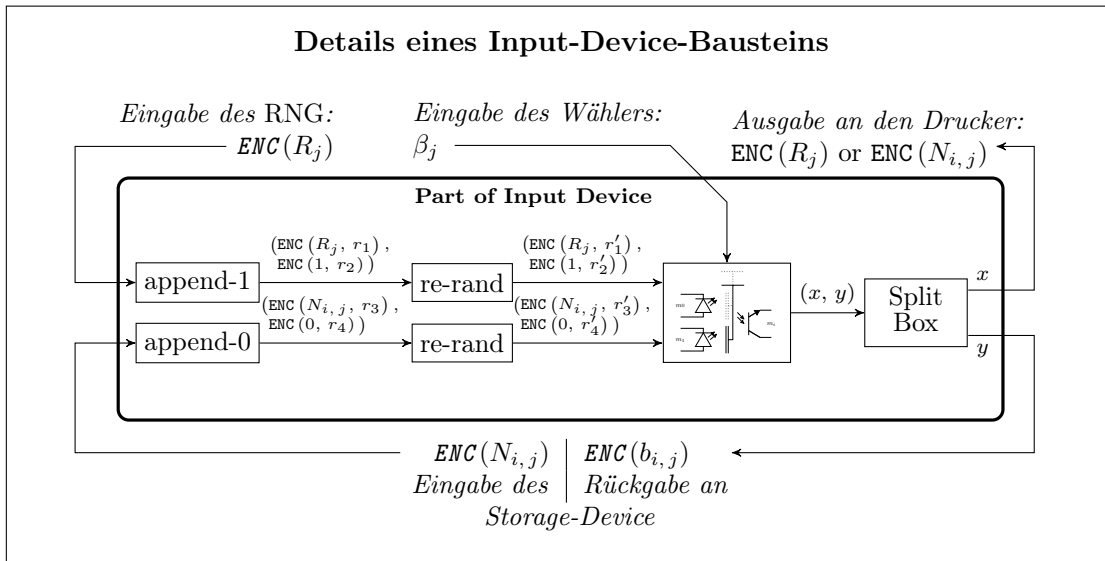 Details eines Input-Device-Bausteins
Eingabe des RNG:
ENC(R_j)
Eingabe des Wählers:
β_j
Ausgabe an den Drucker:
ENC(R_j) or ENC(N_{i,j})
Part of Input Device
append-1
(ENC(R_j, r_1),
ENC(1, r_2))
re-rand
(ENC(R_j, r′_1),
ENC(1, r′_2))
append-0
(ENC(N_{i,j}, r_3),
ENC(0, r_4))
re-rand
(ENC(N_{i,j}, r′_3),
ENC(0, r′_4))
(x, y)
Split
Box
x
y
ENC(N_{i,j})
Eingabe des
ENC(b_{i,j})
Rückgabe an
Storage-Device